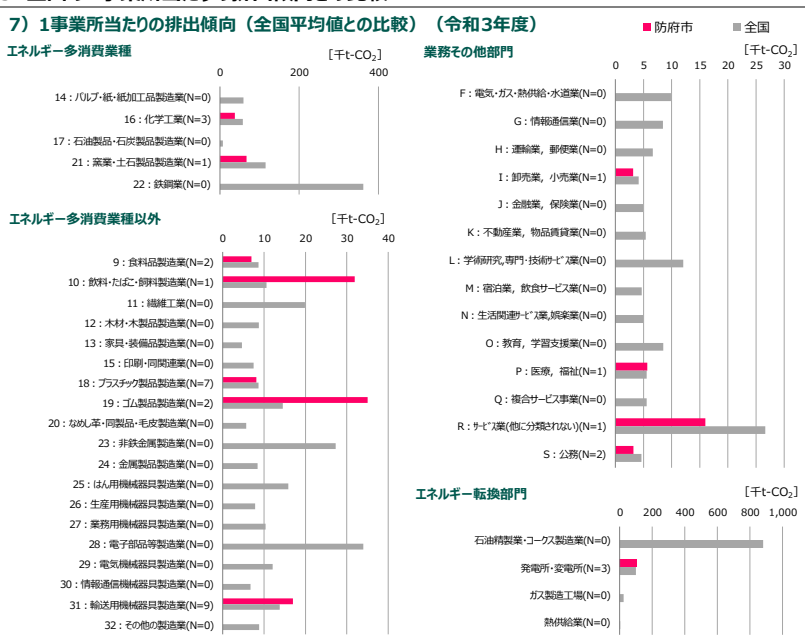 7）1事業所当たりの排出傾向（全国平均値との比較）（令和3年度）
防府市
全国
エネルギー多消費業種
[千t-CO2]
0 200 400
14：パルプ・紙・紙加工品製造業(N=0)
16：化学工業(N=3)
17：石油製品・石炭製品製造業(N=0)
21：窯業・土石製品製造業(N=1)
22：鉄鋼業(N=0)
エネルギー多消費業種以外
[千t-CO2]
0 10 20 30 40
9：食料品製造業(N=2)
10：飲料・たばこ・飼料製造業(N=1)
11：繊維工業(N=0)
12：木材・木製品製造業(N=0)
13：家具・装備品製造業(N=0)
15：印刷・同関連業(N=0)
18：プラスチック製品製造業(N=7)
19：ゴム製品製造業(N=2)
20：なめし革・同製品・毛皮製造業(N=0)
23：非鉄金属製造業(N=0)
24：金属製品製造業(N=0)
25：はん用機械器具製造業(N=0)
26：生産用機械器具製造業(N=0)
27：業務用機械器具製造業(N=0)
28：電子部品等製造業(N=0)
29：電気機械器具製造業(N=0)
30：情報通信機械器具製造業(N=0)
31：輸送用機械器具製造業(N=9)
32：その他の製造業(N=0)
業務その他部門
[千t-CO2]
0 5 10 15 20 25 30
F：電気・ガス・熱供給・水道業(N=0)
G：情報通信業(N=0)
H：運輸業，郵便業(N=0)
I：卸売業，小売業(N=1)
J：金融業，保険業(N=0)
K：不動産業，物品賃貸業(N=0)
L：学術研究,専門・技術サービス業(N=0)
M：宿泊業，飲食サービス業(N=0)
N：生活関連サービス業,娯楽業(N=0)
O：教育，学習支援業(N=0)
P：医療，福祉(N=1)
Q：複合サービス事業(N=0)
R：サービス業(他に分類されない)(N=1)
S：公務(N=2)
エネルギー転換部門
[千t-CO2]
0 200 400 600 800 1,000
石油精製業・コークス製造業(N=0)
発電所・変電所(N=3)
ガス製造工場(N=0)
熱供給業(N=0)